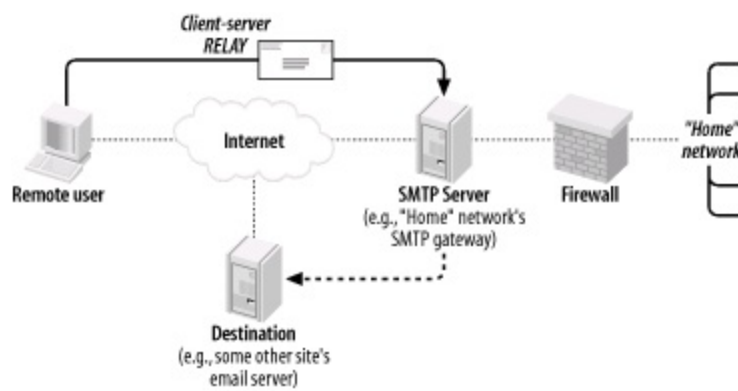 Client-server
RELAY
Internet
"Home"
network
Remote user
SMTP Server
(e.g., "Home" network's
SMTP gateway)
Firewall
Destination
(e.g., some other site's
email server)